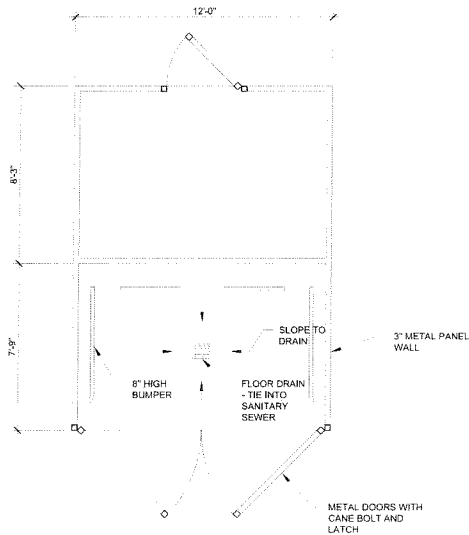 12'-0"
8'-3"
7'-9"
SLOPE TO
DRAIN
3" METAL PANEL
WALL
8" HIGH
BUMPER
FLOOR DRAIN
- TIE INTO
SANITARY
SEWER
METAL DOORS WITH
CANE BOLT AND
LATCH